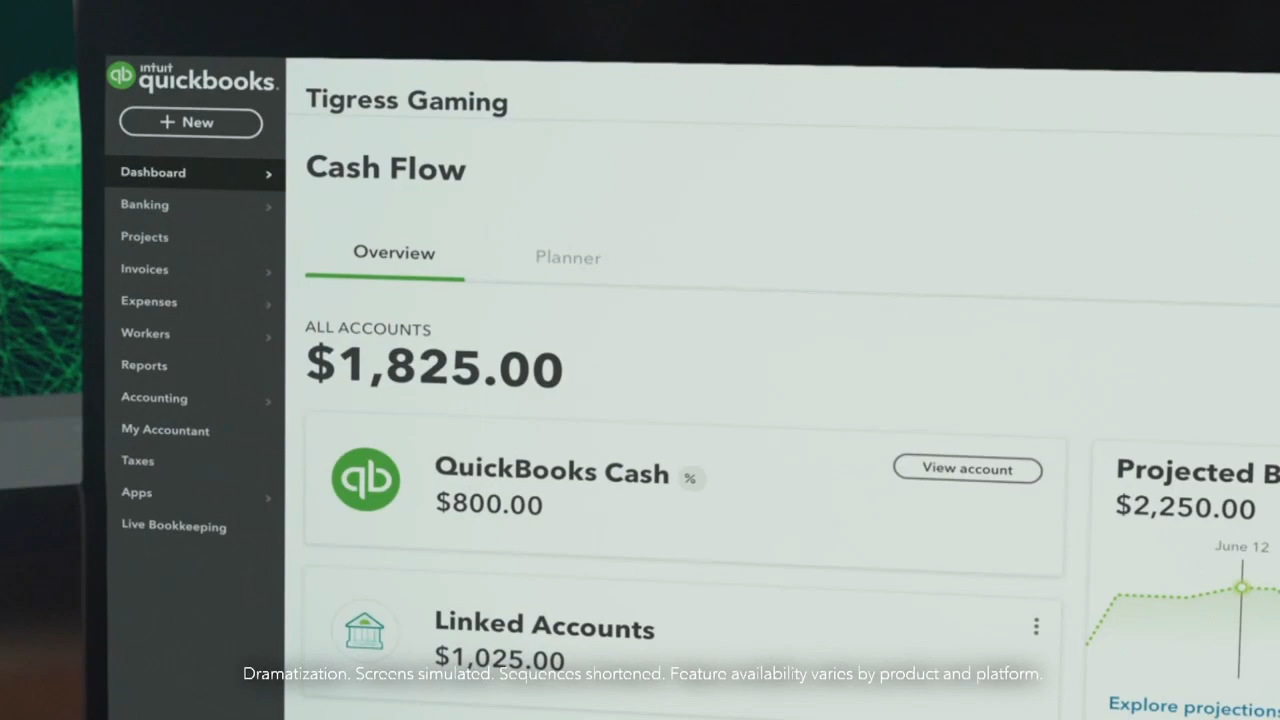 intuit
quickbooks.
+ New
Dashboard
Banking
Projects
Invoices
Expenses
Workers
Reports
Accounting
My Accountant
Taxes
Apps
Live Bookkeeping
Tigress Gaming
Cash Flow
Overview
Planner
ALL ACCOUNTS
$1,825.00
qb
QuickBooks Cash %
$800.00
View account
Linked Accounts
$1,025.00
Projected B
$2,250.00
June 12
Explore projections
Dramatization. Screens simulated. Sequences shortened. Feature availability varies by product and platform.